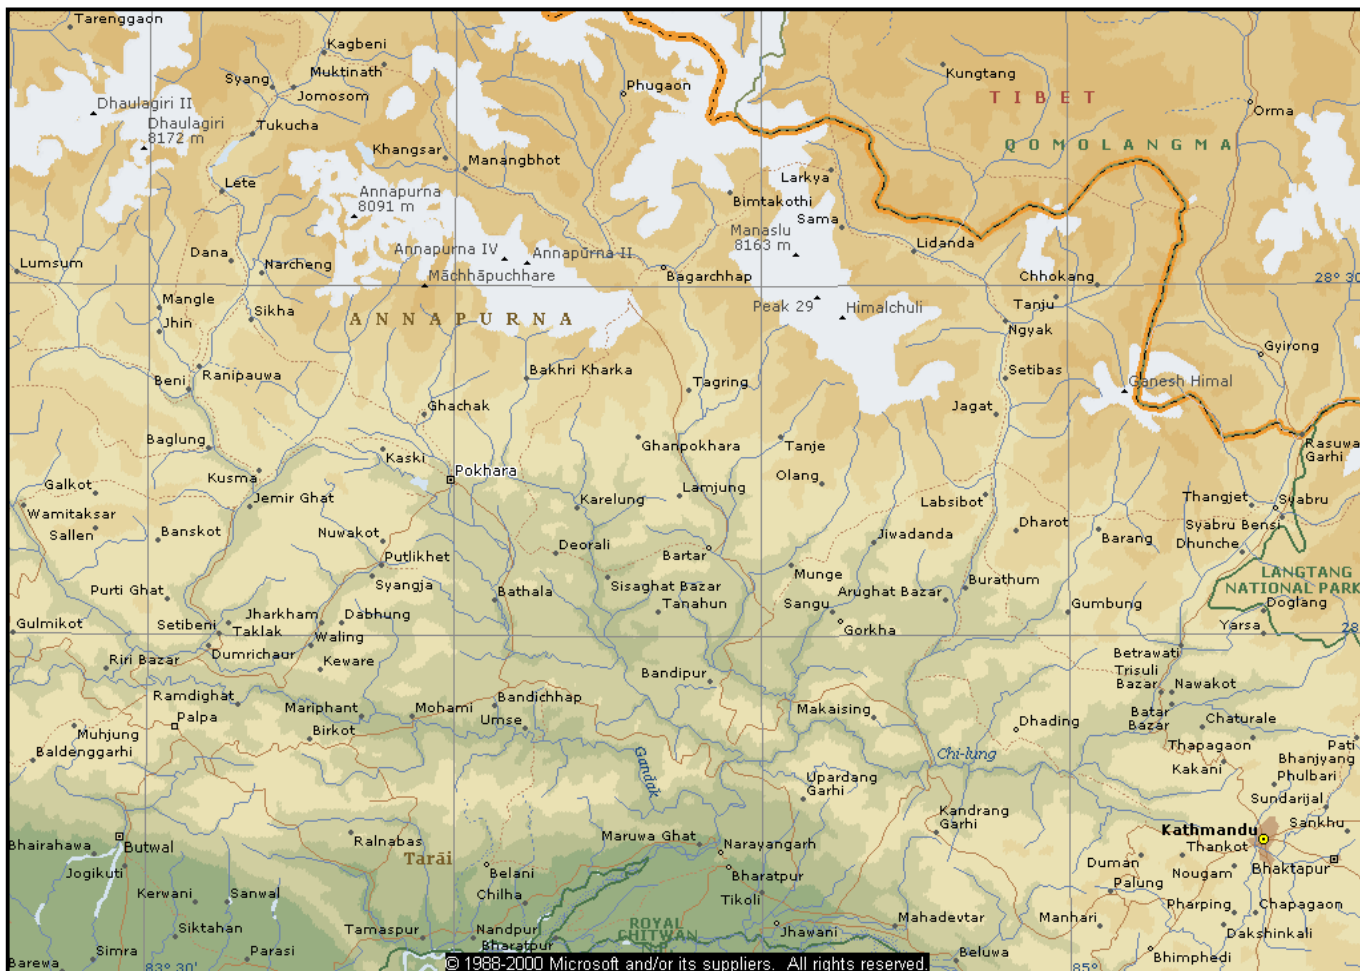 Tarenggaon
Kagbeni
Muktinath
Syang
Jomosom
Phugaon
Kungtang
TIBET
Orma
Dhaulagiri II
Dhaulagiri
8172 m
Tukucha
QOMOLANGMA
Khangsar
Manangbhot
Larkya
Lete
Annapurna
8091 m
Bimtakothi
Sama
Manaslu
8163 m
Lidanda
Dana
Narcheng
Annapurna IV
Annapūrna II
Māchhāpuchhare
Bagarchhap
Lumsum
Chhokang
28° 30
Mangle
Jhin
Sikha
ANNAPURNA
Peak 29
Himalchuli
Tanju
Ngyak
Gyirong
Beni
Ranipauwa
Bakhri Kharka
Tagring
Setibas
Ganesh Himal
Ghachak
Jagat
Baglung
Kaski
Ghanpokhara
Tanje
Rasuwa
Garhi
Kusma
Pokhara
Olang
Galkot
Jemir Ghat
Karelung
Lamjung
Labsibot
Thangjet
Syabru
Wamitaksar
Sallen
Banskot
Nuwakot
Syabru Bensi
Dharot
Barang
Jiwadanda
Dhunche
Putlikhet
Deorali
Bartar
Syangja
Sisaghat Bazar
Munge
Burathum
LANGTANG
NATIONAL PARK
Purti Ghat
Bathala
Tanahun
Sangu
Arughat Bazar
Gumbung
Doglang
Gulmikot
Jharkham
Dabhung
Setibeni
Taklak
Waling
Gorkha
Yarsa
28
Riri Bazar
Dumrichaur
Keware
Bandipur
Betrawati
Trisuli
Bazar
Nawakot
Ramdighat
Palpa
Mariphant
Mohami
Bandichhap
Umse
Makaising
Dhading
Batar
Bazar
Chaturale
Muhjung
Baldenggarhi
Birkot
Gandak
Chi-lung
Thapagaon
Kakani
Pati
Bhanjyang
Phulbari
Upardang
Garhi
Sundarijal
Kandrang
Garhi
Sankhu
Kathmandu
Bhairahawa
Butwal
Ralnabas
Tarāi
Maruwa Ghat
Narayangarh
Thankot
Duman
Bhaktapur
Jogikuti
Belani
Bharatpur
Nougam
Palung
Kerwani
Sanwal
Chilha
Tikoli
Pharping
Chapagaon
Siktahan
Tamaspur
Nandpur
Bharatpur
ROYAL
CHITWAN
N.P.
Jhawani
Mahadevtar
Manhari
Dakshinkali
Simra
Parasi
Beluwa
Bhimphedi
Barewa
83° 30'
85°
© 1988-2000 Microsoft and/or its suppliers. All rights reserved.